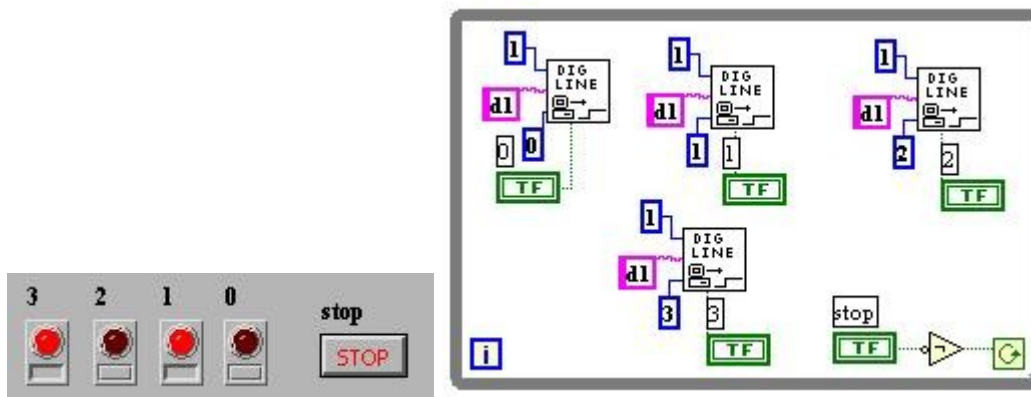 3 2 1 0
stop
STOP
1 1 1
DIG LINE DIG LINE DIG LINE
d1 d1 d1
0 0 1 1 2 2
TF TF TF
1
DIG LINE
d1
3 3
TF
stop
TF
i